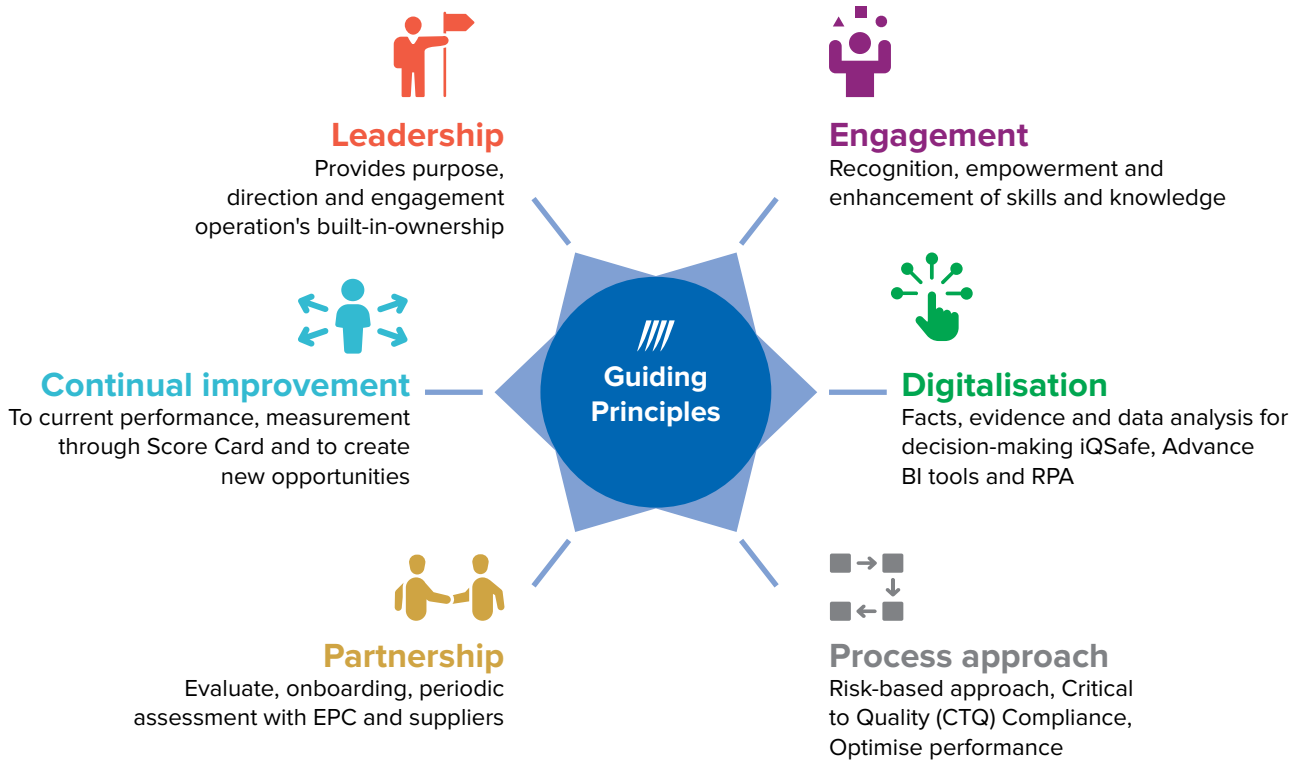 Leadership
Provides purpose,
direction and engagement
operation's built-in-ownership
Engagement
Recognition, empowerment and
enhancement of skills and knowledge
Continual improvement
To current performance, measurement
through Score Card and to create
new opportunities
Guiding
Principles
Digitalisation
Facts, evidence and data analysis for
decision-making iQSafe, Advance
BI tools and RPA
Partnership
Evaluate, onboarding, periodic
assessment with EPC and suppliers
Process approach
Risk-based approach, Critical
to Quality (CTQ) Compliance,
Optimise performance